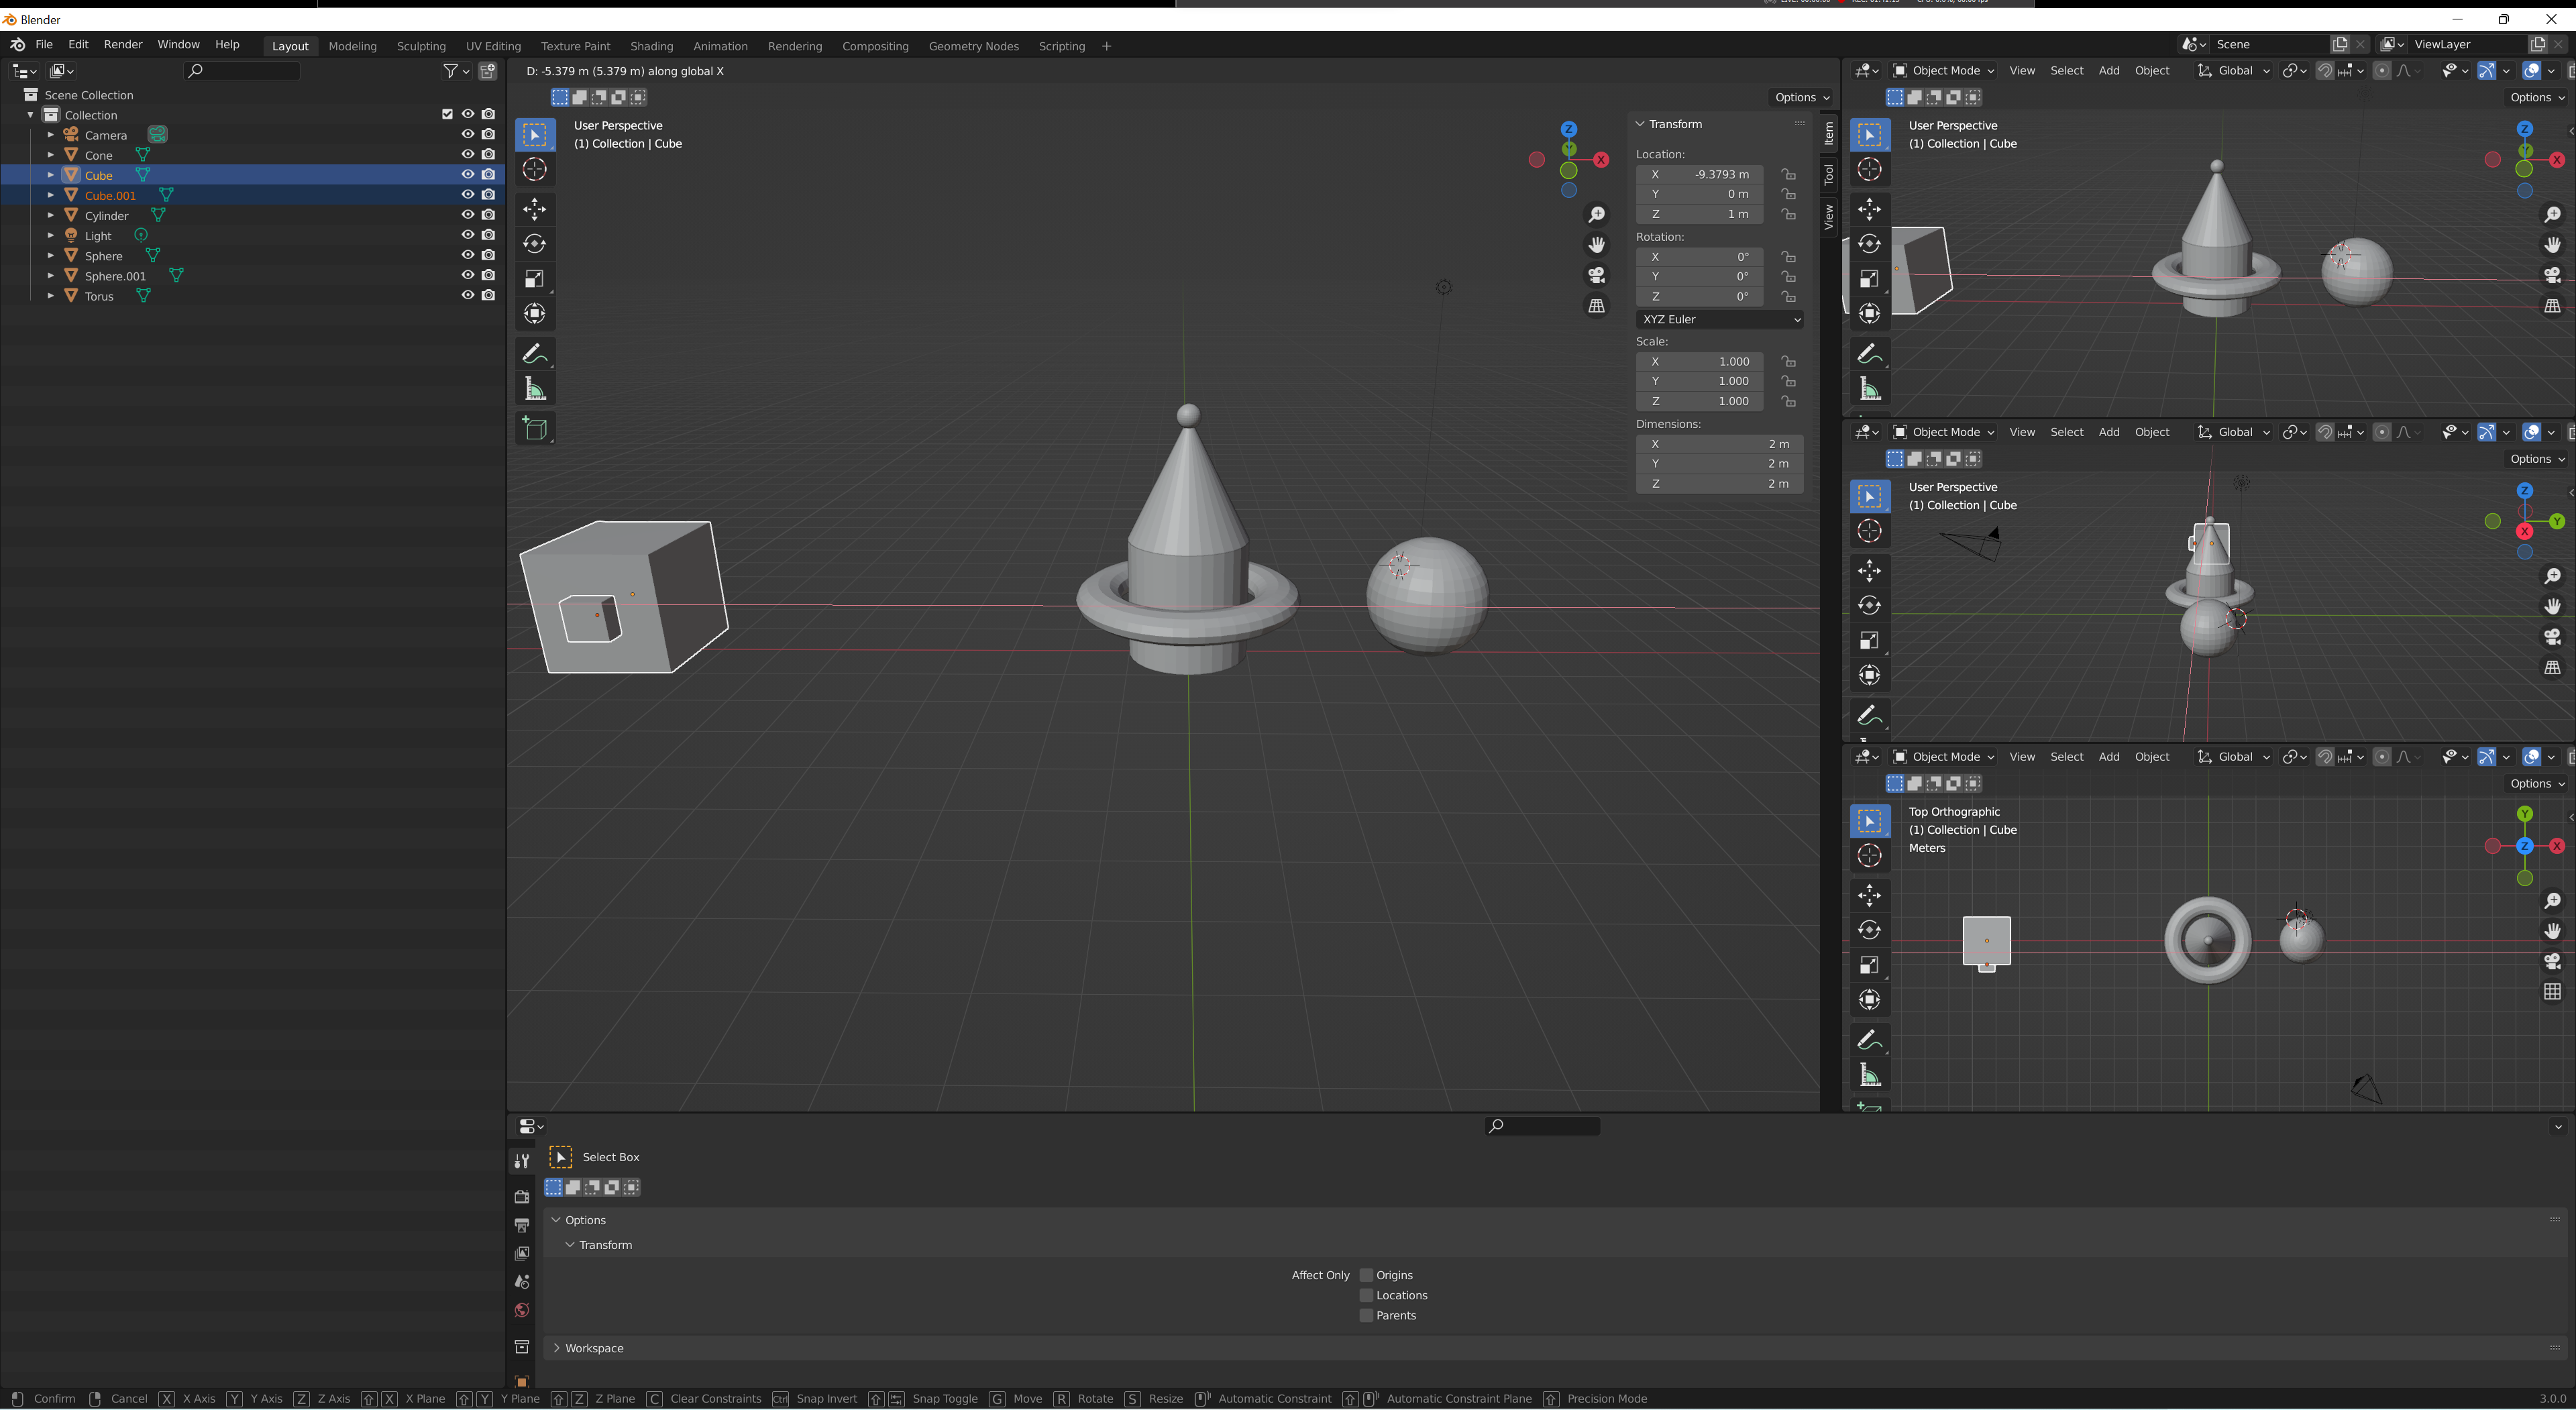 Blender
File Edit Render Window Help Layout Modeling Sculpting UV Editing Texture Paint Shading Animation Rendering Compositing Geometry Nodes Scripting + Scene ViewLayer
Scene Collection
Collection
Camera
Cone
Cube
Cube.001
Cylinder
Light
Sphere
Sphere.001
Torus
D: -5.379 m (5.379 m) along global X
Options
User Perspective
(1) Collection | Cube
Z
Y
X
Transform
Location:
X -9.3793 m
Y 0 m
Z 1 m
Rotation:
X 0°
Y 0°
Z 0°
XYZ Euler
Scale:
X 1.000
Y 1.000
Z 1.000
Dimensions:
X 2 m
Y 2 m
Z 2 m
Item
Tool
View
Object Mode View Select Add Object Global
Options
User Perspective
(1) Collection | Cube
Z
Y
X
Object Mode View Select Add Object Global
Options
User Perspective
(1) Collection | Cube
Z
Y
X
Object Mode View Select Add Object Global
Options
Top Orthographic
(1) Collection | Cube
Meters
Y
Z
X
Select Box
Options
Transform
Affect Only Origins
Locations
Parents
Workspace
Confirm Cancel X X Axis Y Y Axis Z Z Axis X X Plane Y Y Plane Z Z Plane C Clear Constraints Ctrl Snap Invert Snap Toggle G Move R Rotate S Resize Automatic Constraint Automatic Constraint Plane Precision Mode 3.0.0